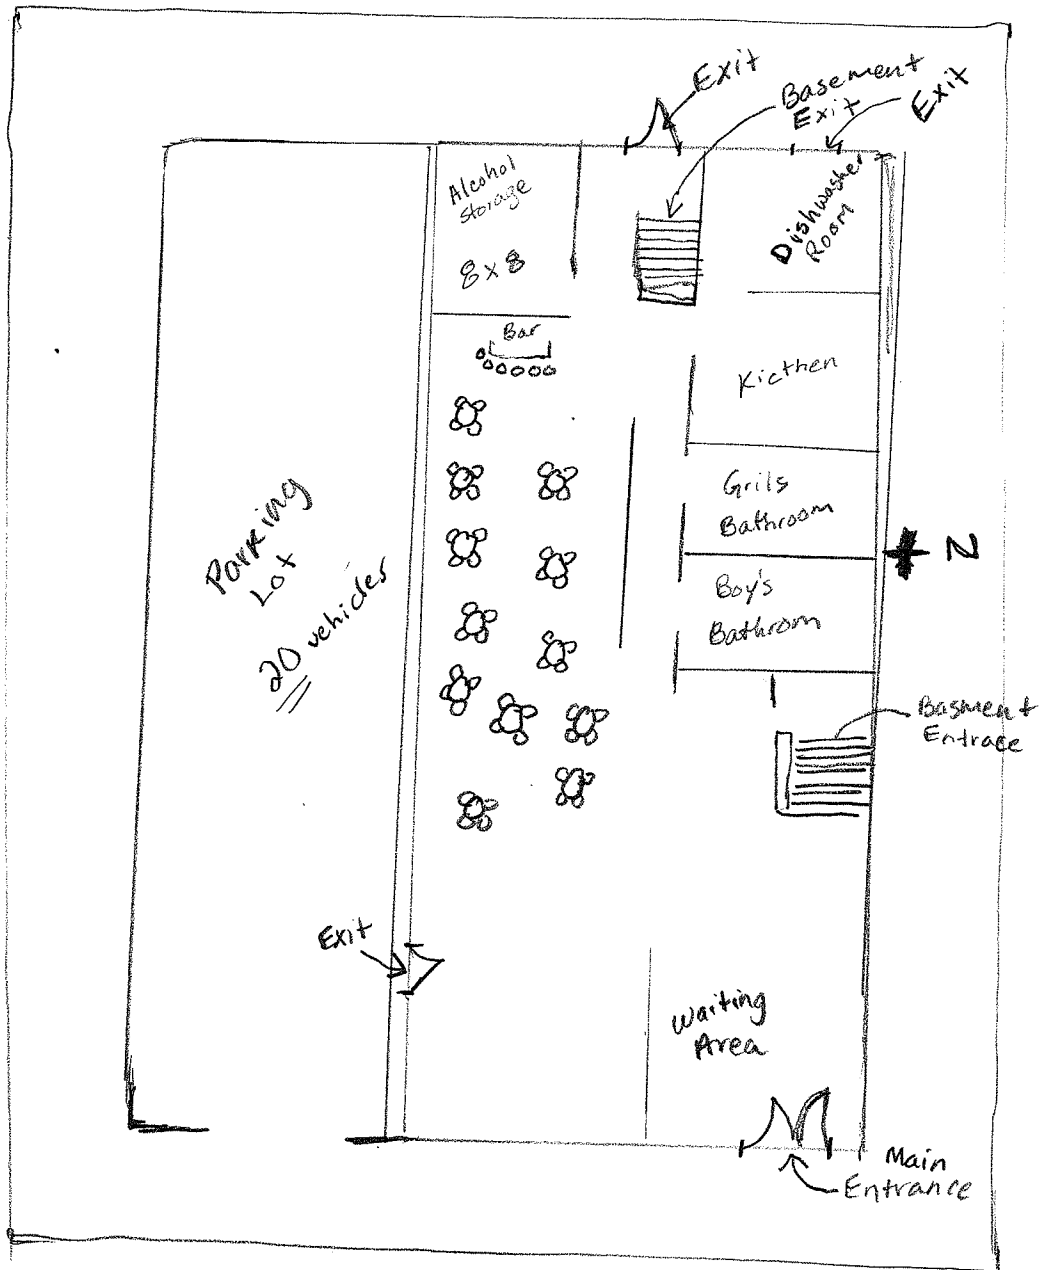 Exit
Basement
Exit
Exit
Alcohol
Storage
8x8
Dishwasher
Room
Bar
Kicthen
Grils
Bathroom
N
Boy's
Bathroom
Parking
Lot
20 vehicles
Basment
Entrace
Exit
Waiting
Area
Main
Entrance